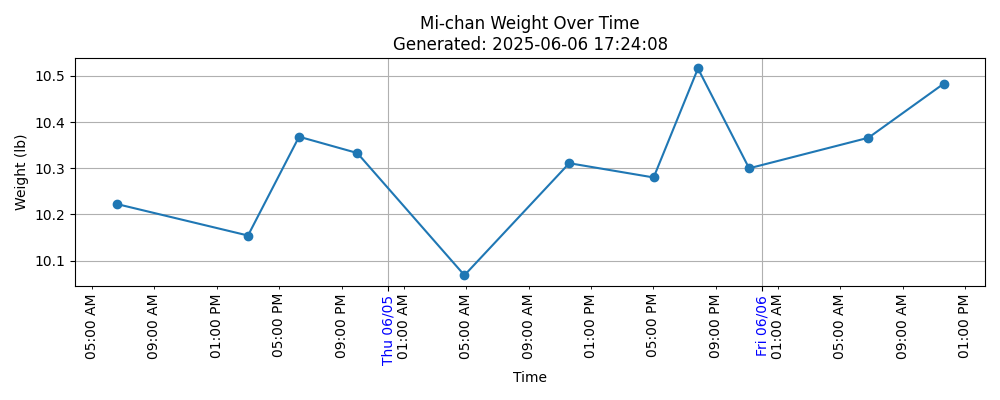 Mi-chan Weight Over Time
Generated: 2025-06-06 17:24:08
Weight (lb)
10.5
10.4
10.3
10.2
10.1
05:00 AM
09:00 AM
01:00 PM
05:00 PM
09:00 PM
Thu 06/05
01:00 AM
05:00 AM
09:00 AM
01:00 PM
05:00 PM
09:00 PM
Fri 06/06
01:00 AM
05:00 AM
09:00 AM
01:00 PM
Time